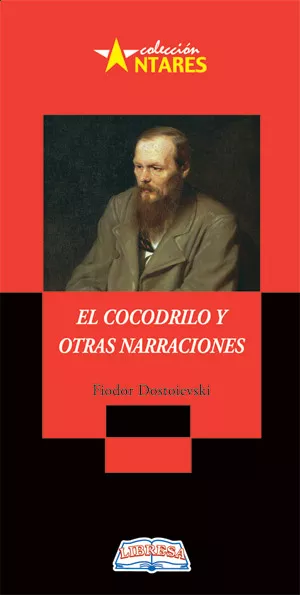 colección
ANTARES
EL COCODRILO Y
OTRAS NARRACIONES
Fiodor Dostoievski
LIBRESA